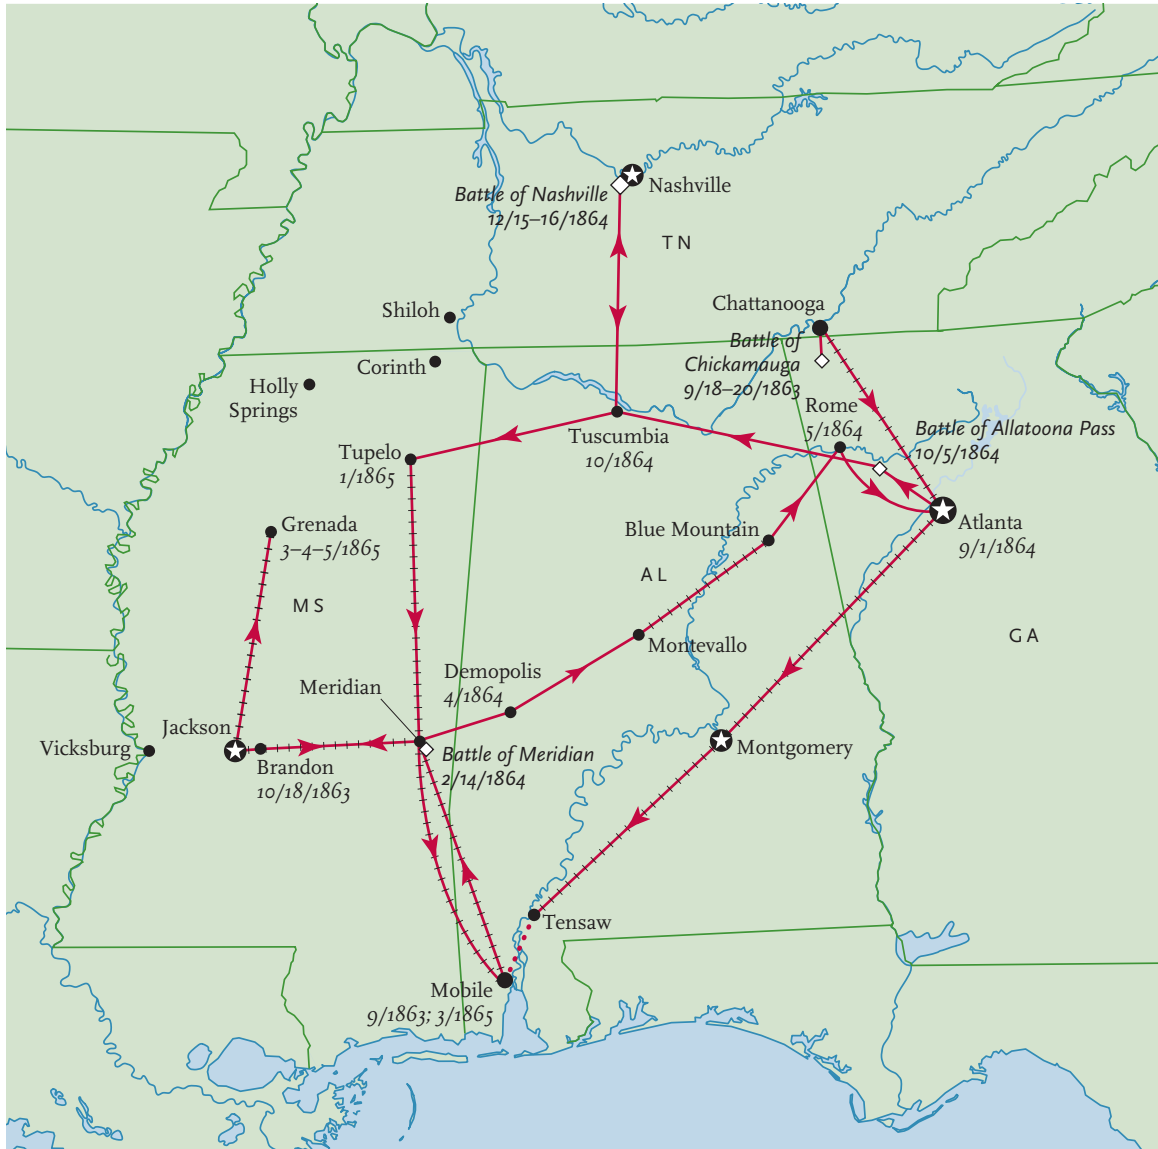 Nashville
Battle of Nashville
12/15–16/1864
TN
Shiloh
Chattanooga
Corinth
Battle of
Chickamauga
9/18–20/1863
Holly
Springs
Rome
5/1864
Battle of Allatoona Pass
10/5/1864
Tuscumbia
10/1864
Tupelo
1/1865
Grenada
3–4–5/1865
Blue Mountain
Atlanta
9/1/1864
AL
MS
GA
Montevallo
Demopolis
4/1864
Meridian
Jackson
Vicksburg
Brandon
10/18/1863
Battle of Meridian
2/14/1864
Montgomery
Tensaw
Mobile
9/1863; 3/1865